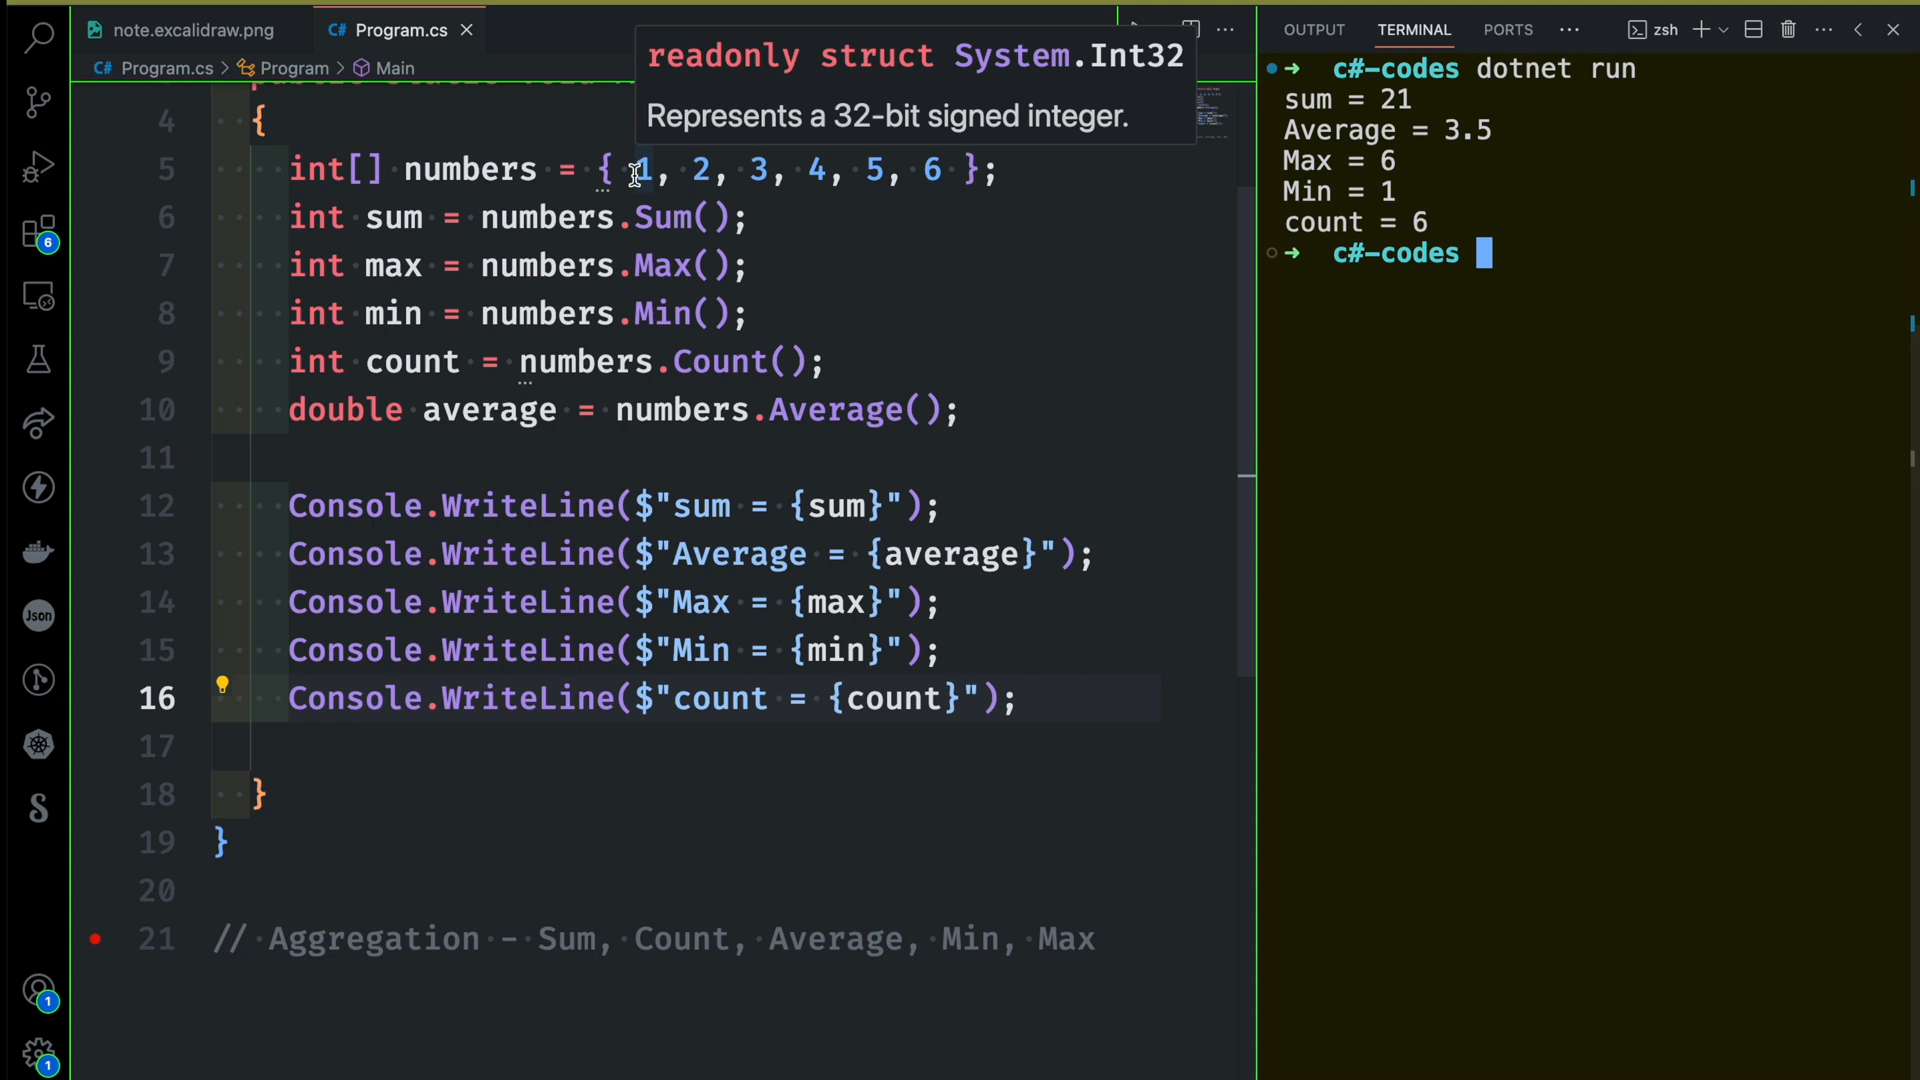 note.excalidraw.png
C# Program.cs
C# Program.cs > Program > Main
readonly struct System.Int32
Represents a 32-bit signed integer.
4 {
5 int[] numbers = { 1, 2, 3, 4, 5, 6 };
6 int sum = numbers.Sum();
7 int max = numbers.Max();
8 int min = numbers.Min();
9 int count = numbers.Count();
10 double average = numbers.Average();
11
12 Console.WriteLine($"sum = {sum}");
13 Console.WriteLine($"Average = {average}");
14 Console.WriteLine($"Max = {max}");
15 Console.WriteLine($"Min = {min}");
16 Console.WriteLine($"count = {count}");
17
18 }
19 }
20
21 // Aggregation - Sum, Count, Average, Min, Max
6
Json
1
1
OUTPUT TERMINAL PORTS ··· zsh
→ c#-codes dotnet run
sum = 21
Average = 3.5
Max = 6
Min = 1
count = 6
→ c#-codes